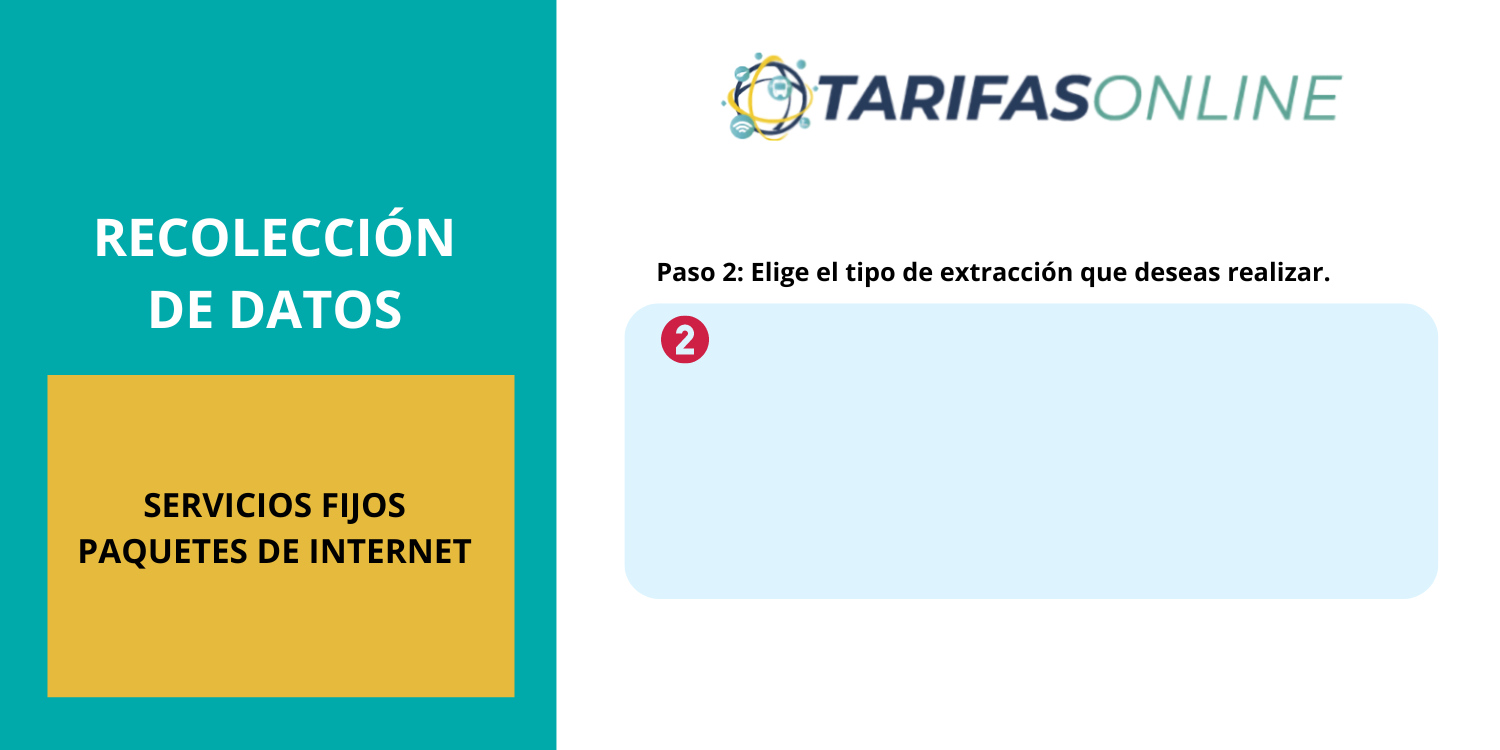 RECOLECCIÓN
DE DATOS
SERVICIOS FIJOS
PAQUETES DE INTERNET
TARIFASONLINE
Paso 2: Elige el tipo de extracción que deseas realizar.
2